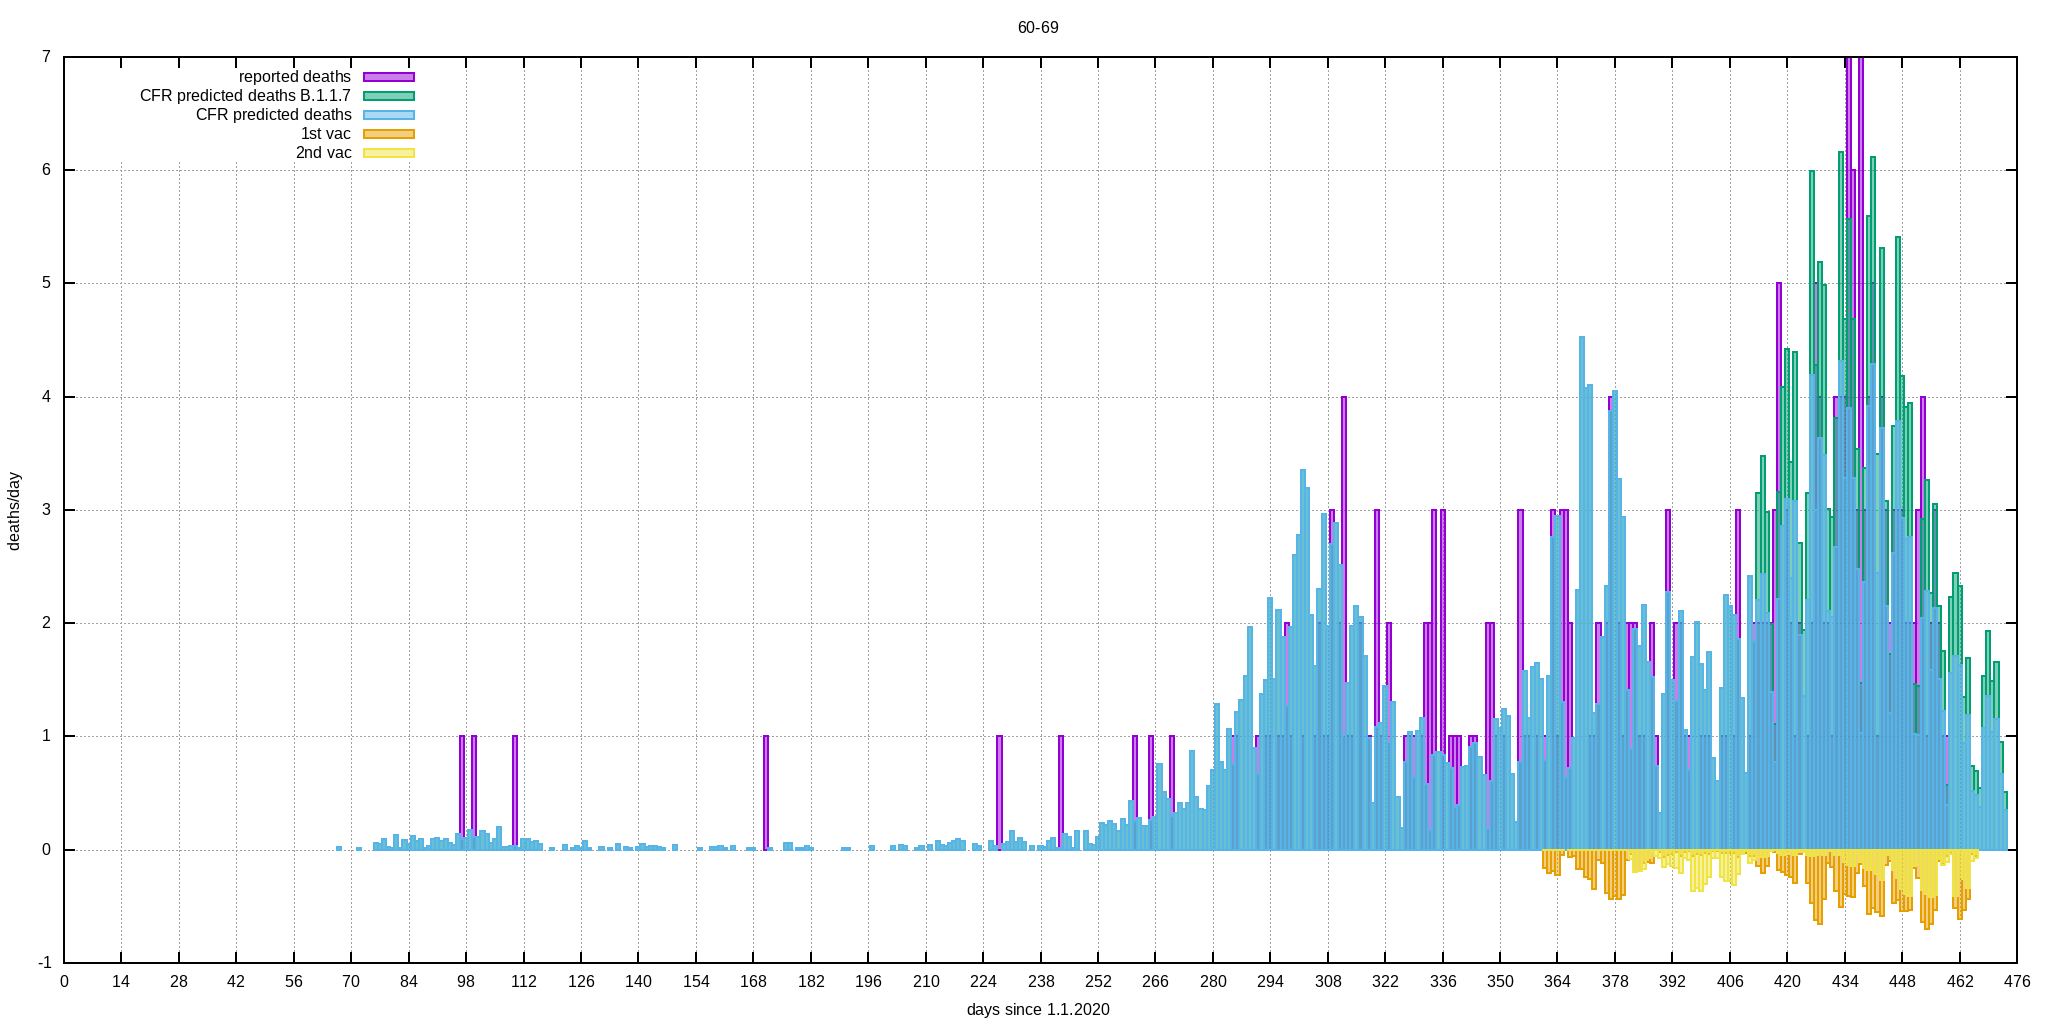 60-69
7
reported deaths
CFR predicted deaths B.1.1.7
CFR predicted deaths
1st vac
2nd vac
6
5
4
3
2
1
0
-1
deaths/day
0 14 28 42 56 70 84 98 112 126 140 154 168 182 196 210 224 238 252 266 280 294 308 322 336 350 364 378 392 406 420 434 448 462 476
days since 1.1.2020